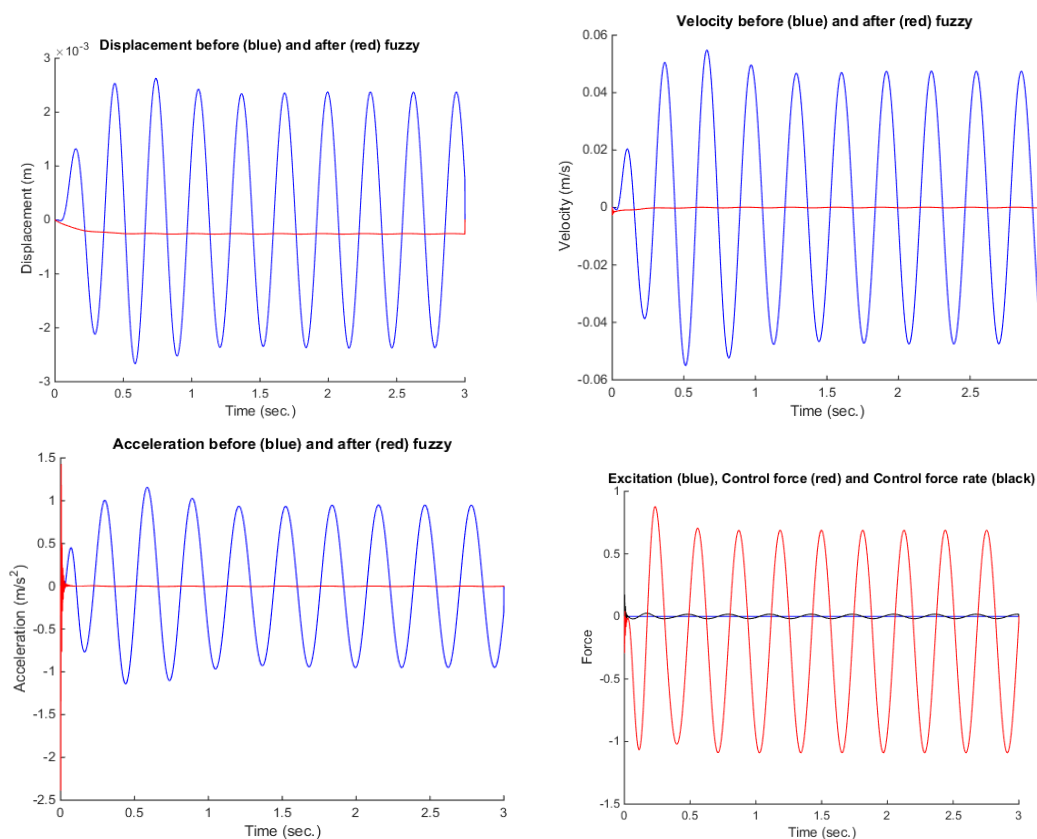 Displacement before (blue) and after (red) fuzzy
×10⁻³
3
2
1
0
-1
-2
-3
Displacement (m)
0 0.5 1 1.5 2 2.5 3
Time (sec.)
Velocity before (blue) and after (red) fuzzy
0.06
0.04
0.02
0
-0.02
-0.04
-0.06
Velocity (m/s)
0 0.5 1 1.5 2 2.5
Time (sec.)
Acceleration before (blue) and after (red) fuzzy
1.5
1
0.5
0
-0.5
-1
-1.5
-2
-2.5
Acceleration (m/s²)
0 0.5 1 1.5 2 2.5 3
Time (sec.)
Excitation (blue), Control force (red) and Control force rate (black)
1
0.5
0
-0.5
-1
-1.5
Force
0 0.5 1 1.5 2 2.5 3
Time (sec.)